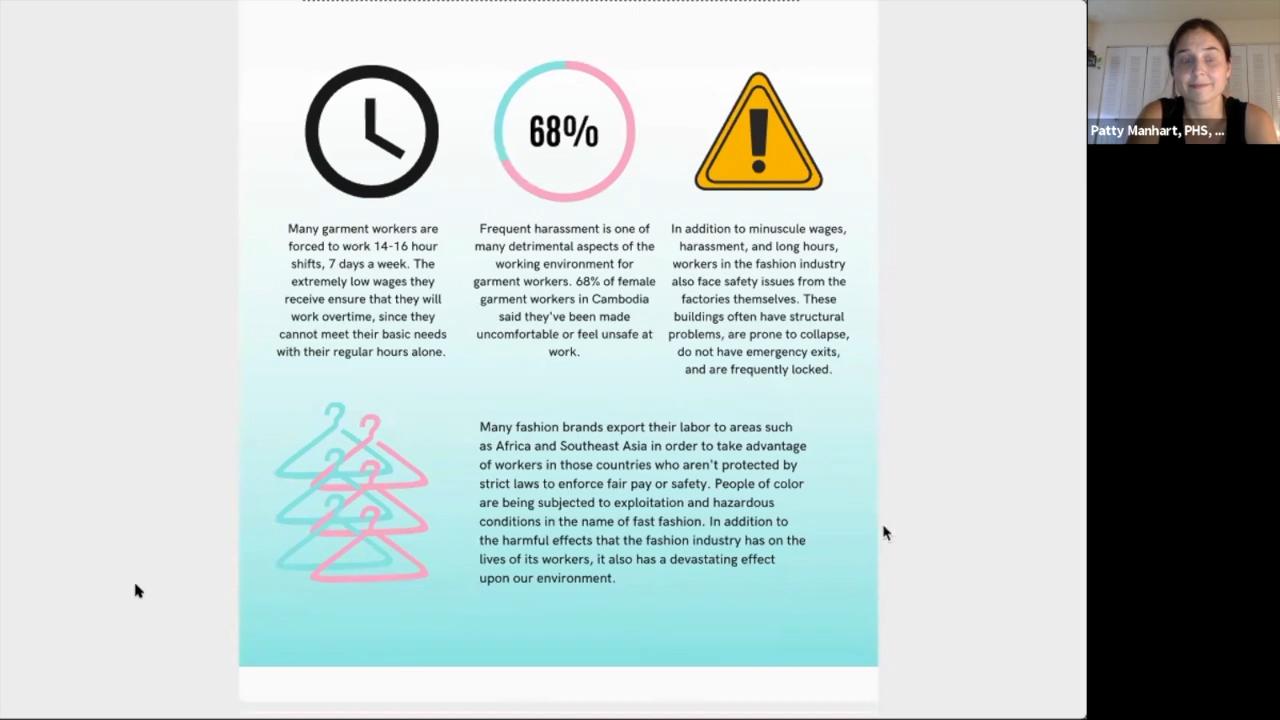 68%
Many garment workers are
forced to work 14-16 hour
shifts, 7 days a week. The
extremely low wages they
receive ensure that they will
work overtime, since they
cannot meet their basic needs
with their regular hours alone.
Frequent harassment is one of
many detrimental aspects of the
working environment for
garment workers. 68% of female
garment workers in Cambodia
said they've been made
uncomfortable or feel unsafe at
work.
In addition to minuscule wages,
harassment, and long hours,
workers in the fashion industry
also face safety issues from the
factories themselves. These
buildings often have structural
problems, are prone to collapse,
do not have emergency exits,
and are frequently locked.
Many fashion brands export their labor to areas such
as Africa and Southeast Asia in order to take advantage
of workers in those countries who aren't protected by
strict laws to enforce fair pay or safety. People of color
are being subjected to exploitation and hazardous
conditions in the name of fast fashion. In addition to
the harmful effects that the fashion industry has on the
lives of its workers, it also has a devastating effect
upon our environment.
Patty Manhart, PHS, ...